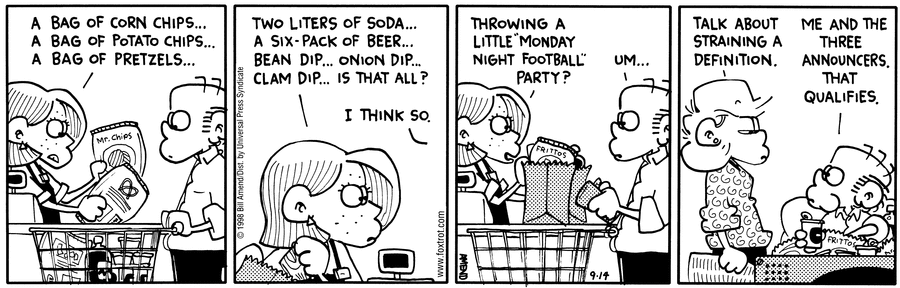 A BAG OF CORN CHIPS...
A BAG OF POTATO CHIPS...
A BAG OF PRETZELS...
Mr. Chips
© 1998 Bill Amend/Dist. by Universal Press Syndicate
TWO LITERS OF SODA...
A SIX-PACK OF BEER...
BEAN DIP... ONION DIP...
CLAM DIP... IS THAT ALL?
I THINK SO.
www.foxtrot.com
THROWING A
LITTLE "MONDAY
NIGHT FOOTBALL"
PARTY?
UM...
FRITTOS
AMEND
9-14
TALK ABOUT
STRAINING A
DEFINITION.
ME AND THE
THREE
ANNOUNCERS.
THAT
QUALIFIES.
FRITTOS